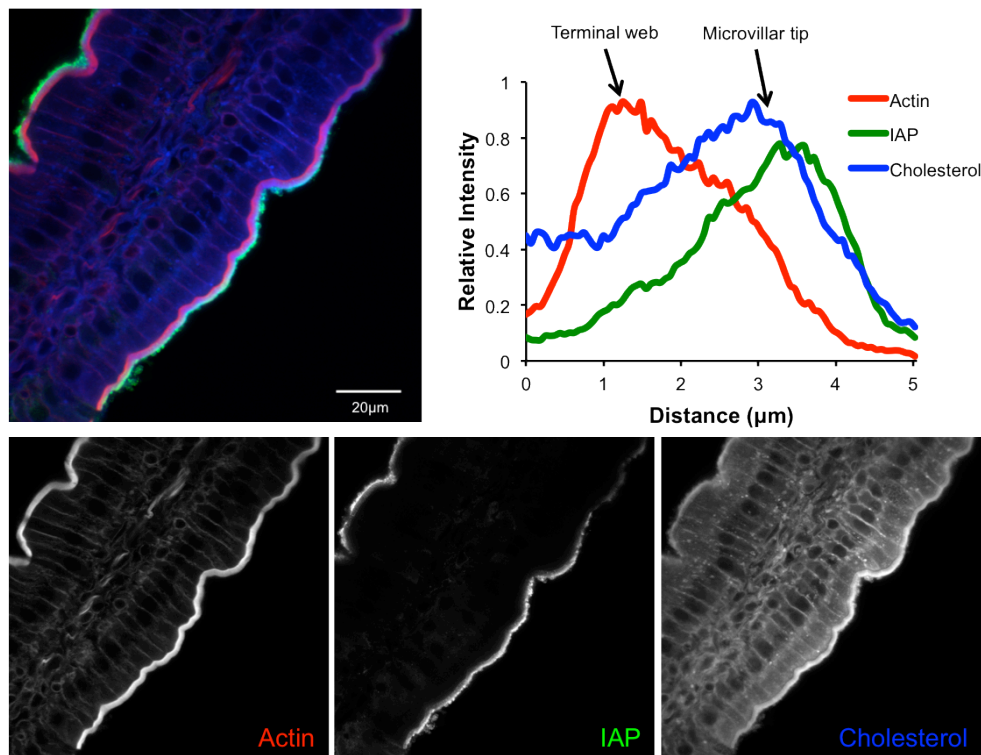 Terminal web
Microvillar tip
1
0.8
0.6
0.4
0.2
0
Relative Intensity
0
1
2
3
4
5
Distance (µm)
Actin
IAP
Cholesterol
20µm
Actin
IAP
Cholesterol